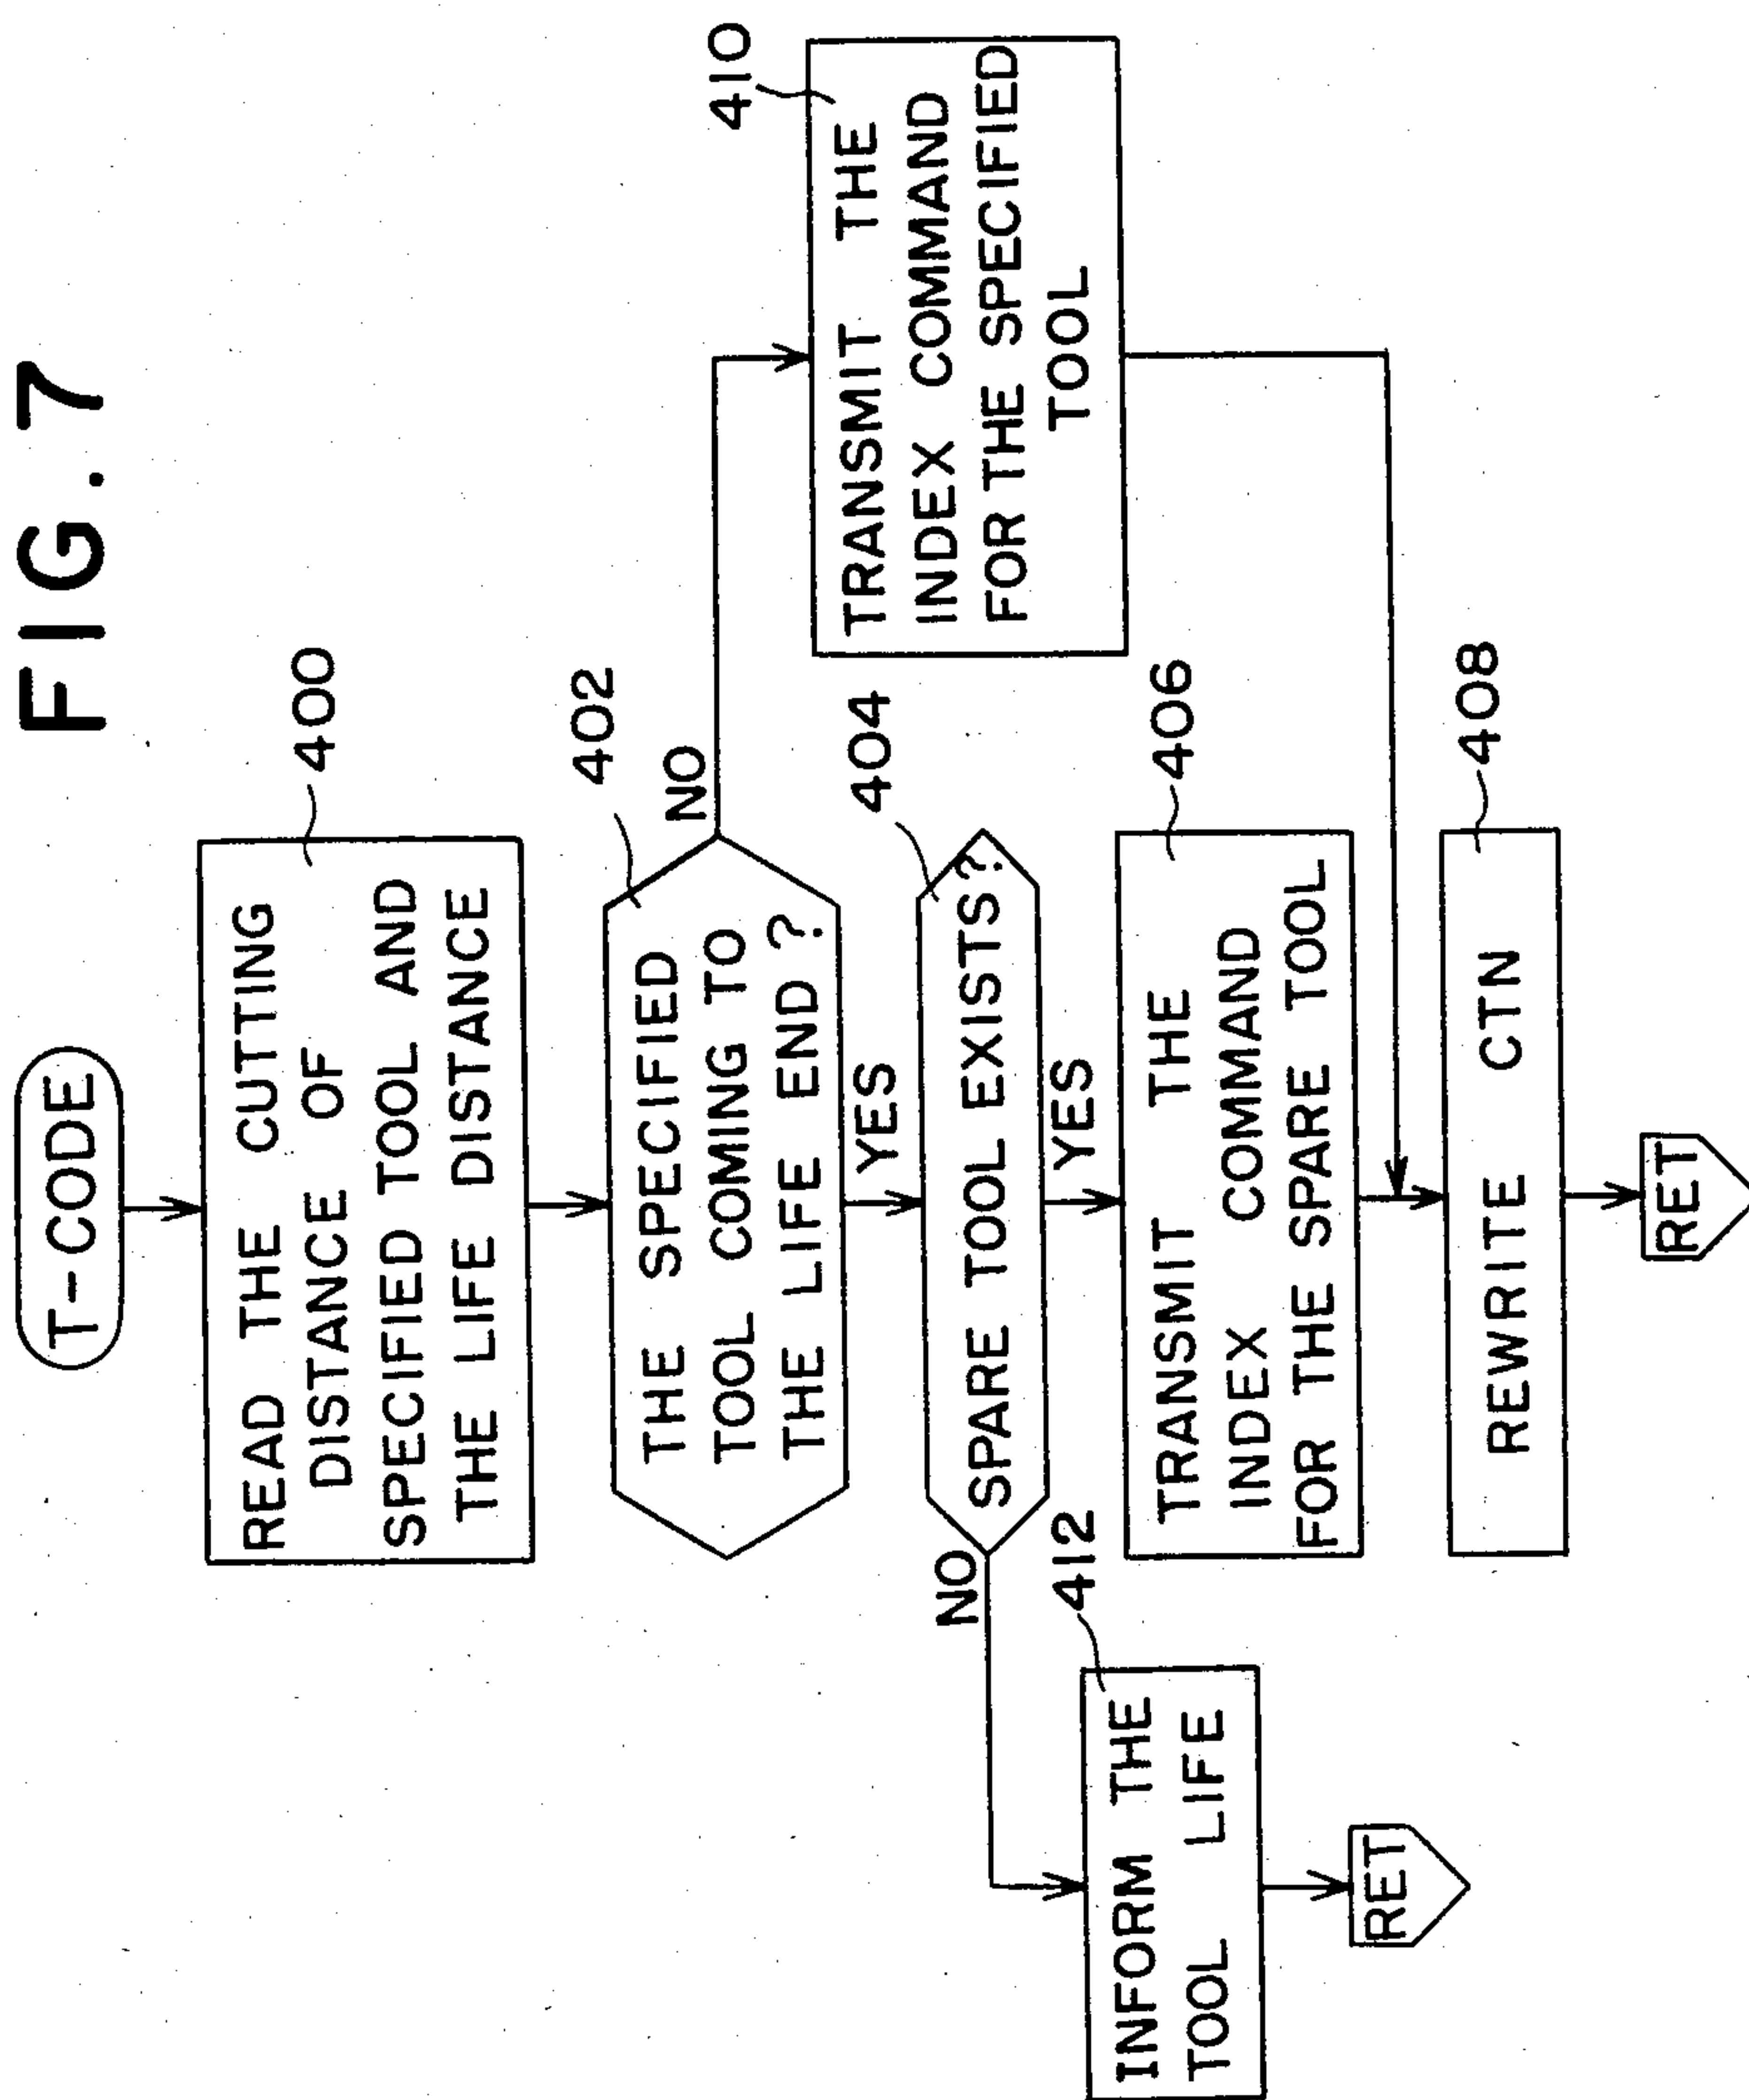 FIG. 7
T-CODE
400
READ THE CUTTING
DISTANCE OF
SPECIFIED TOOL AND
THE LIFE DISTANCE
402
THE SPECIFIED
TOOL COMING TO
THE LIFE END ?
NO
YES
410
TRANSMIT THE
INDEX COMMAND
FOR THE SPECIFIED
TOOL
404
SPARE TOOL EXISTS?
NO
YES
412
INFORM THE
TOOL LIFE
RET
406
TRANSMIT THE
INDEX COMMAND
FOR THE SPARE TOOL
408
REWRITE CTN
RET